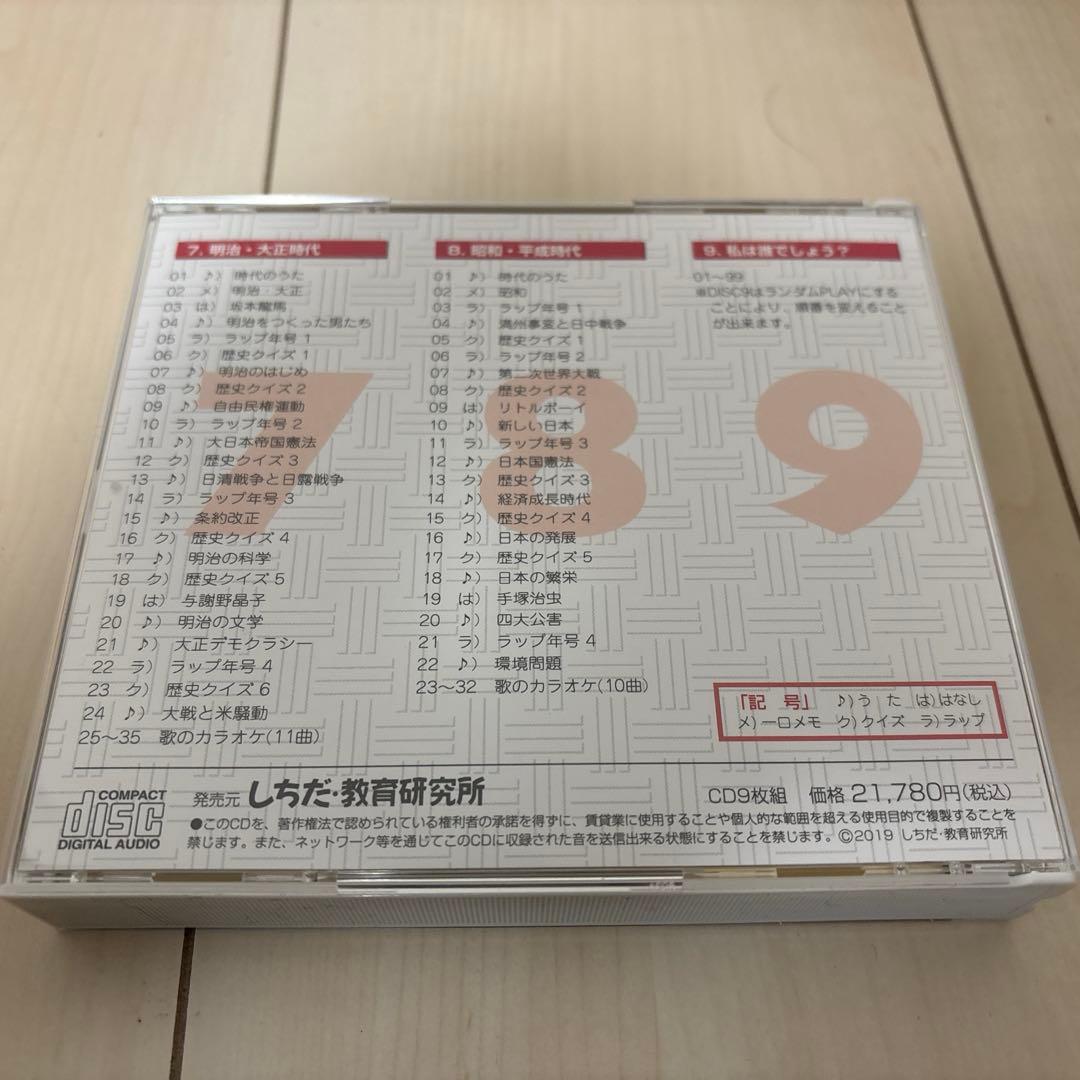 7. 明治・大正時代
01 ♪) 時代のうた
02 メ) 明治・大正
03 は) 坂本龍馬
04 ♪) 明治をつくった男たち
05 ラ) ラップ年号 1
06 ク) 歴史クイズ 1
07 ♪) 明治のはじめ
08 ク) 歴史クイズ 2
09 ♪) 自由民権運動
10 ラ) ラップ年号 2
11 ♪) 大日本帝国憲法
12 ク) 歴史クイズ 3
13 ♪) 日清戦争と日露戦争
14 ラ) ラップ年号 3
15 ♪) 条約改正
16 ク) 歴史クイズ 4
17 ♪) 明治の科学
18 ク) 歴史クイズ 5
19 は) 与謝野晶子
20 ♪) 明治の文学
21 ♪) 大正デモクラシー
22 ラ) ラップ年号 4
23 ク) 歴史クイズ 6
24 ♪) 大戦と米騒動
25～35 歌のカラオケ(11曲)
7
8. 昭和・平成時代
01 ♪) 時代のうた
02 メ) 昭和
03 ラ) ラップ年号 1
04 ♪) 満州事変と日中戦争
05 ク) 歴史クイズ 1
06 ラ) ラップ年号 2
07 ♪) 第二次世界大戦
08 ク) 歴史クイズ 2
09 は) リトルボーイ
10 ♪) 新しい日本
11 ラ) ラップ年号 3
12 ♪) 日本国憲法
13 ク) 歴史クイズ 3
14 ♪) 経済成長時代
15 ク) 歴史クイズ 4
16 ♪) 日本の発展
17 ク) 歴史クイズ 5
18 ♪) 日本の繁栄
19 は) 手塚治虫
20 ♪) 四大公害
21 ラ) ラップ年号 4
22 ♪) 環境問題
23～32 歌のカラオケ(10曲)
8
9. 私は誰でしょう？
01～99
※DISC9はランダムPLAYにする
ことにより、順番を変えること
が出来ます。
9
「記 号」 ♪) う た は) はなし
メ) 一口メモ ク) クイズ ラ) ラップ
COMPACT
disc
DIGITAL AUDIO
発売元 しちだ・教育研究所
CD9枚組 価格 21,780円(税込)
●このCDを、著作権法で認められている権利者の承諾を得ずに、賃貸業に使用することや個人的な範囲を超える使用目的で複製することを
禁じます。また、ネットワーク等を通じてこのCDに収録された音を送信出来る状態にすることを禁じます。©2019 しちだ・教育研究所